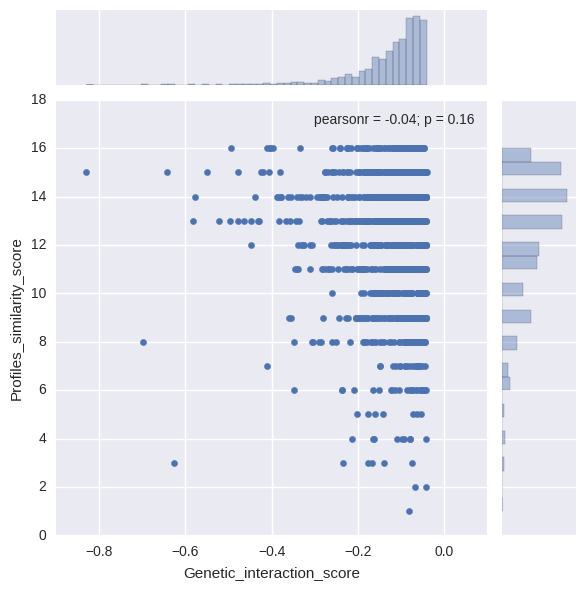 18
pearsonr = -0.04; p = 0.16
16
14
12
10
8
6
4
2
0
Profiles_similarity_score
−0.8 −0.6 −0.4 −0.2 0.0
Genetic_interaction_score